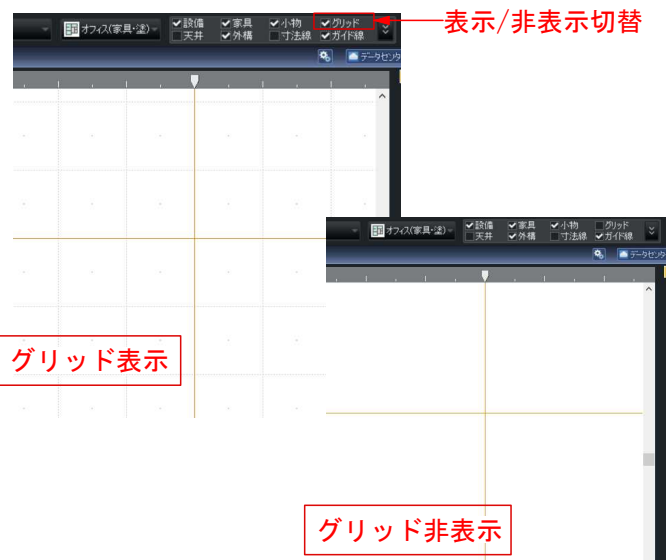 表示/非表示切替
オフィス(家具・塗) 設備 家具 小物 グリッド
天井 外構 寸法線 ガイド線
データセンタ
グリッド表示
オフィス(家具・塗) 設備 家具 小物 グリッド
天井 外構 寸法線 ガイド線
データセンタ
グリッド非表示